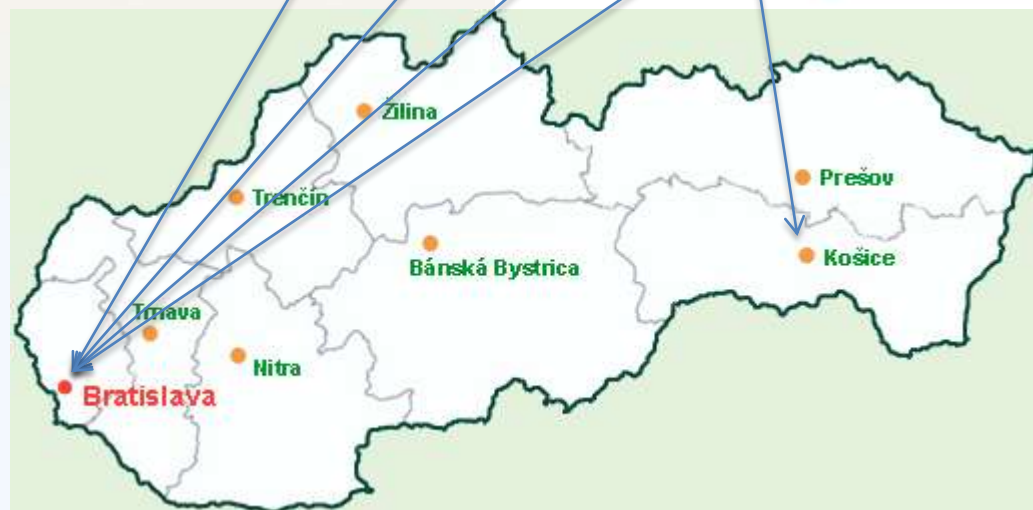 Žilina
Prešov
Trenčín
Košice
Bánská Bystrica
Trnava
Nitra
Bratislava